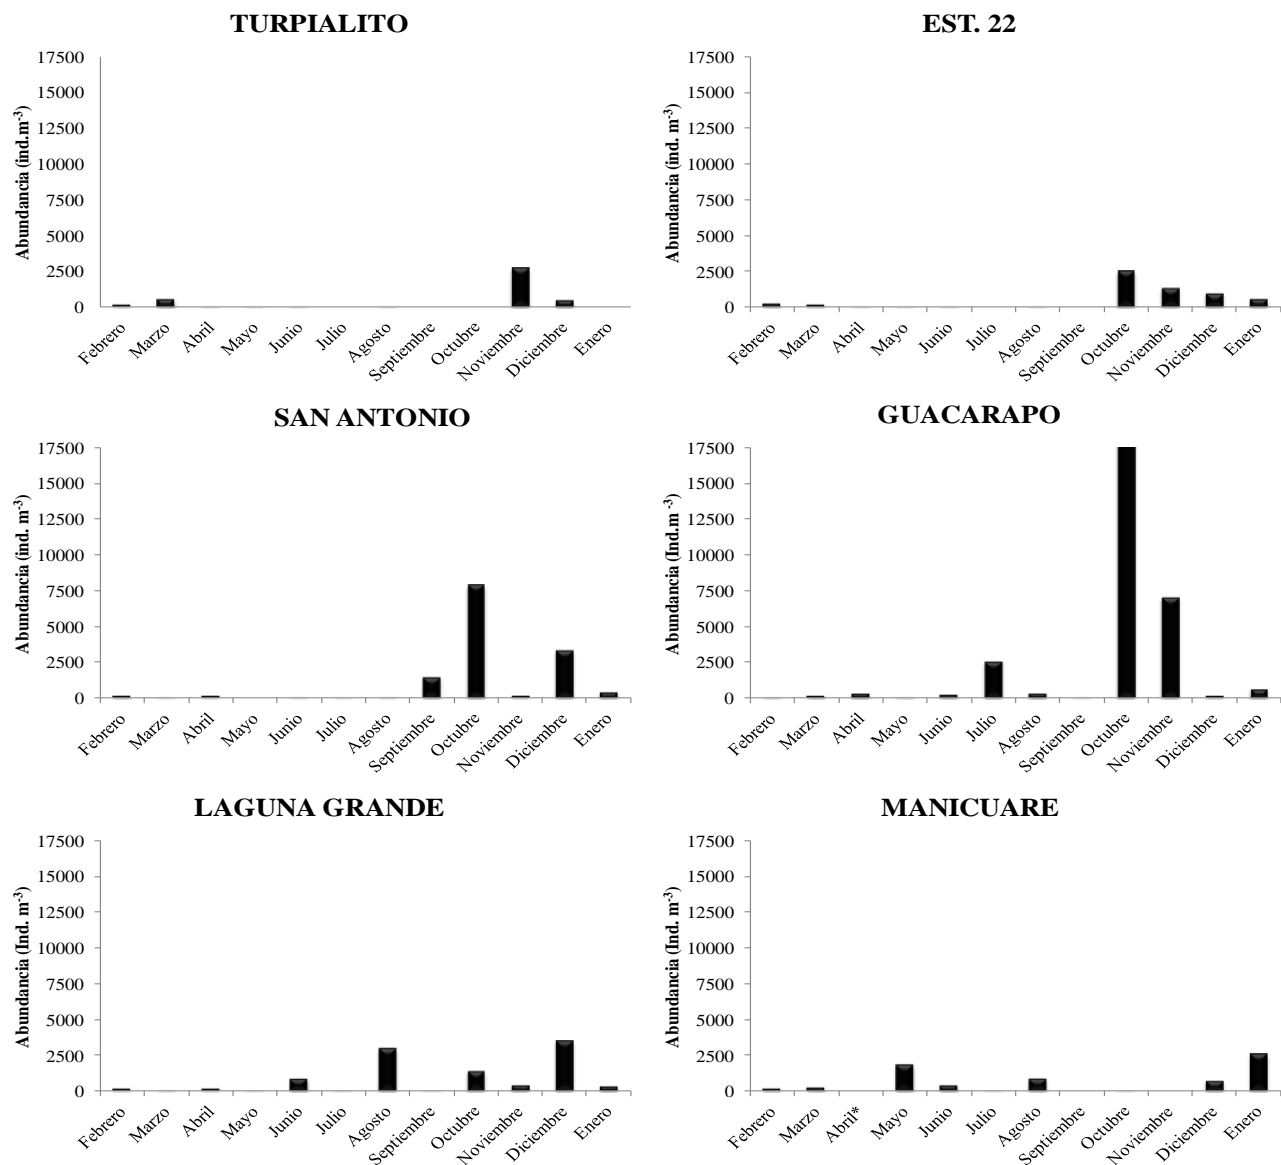 TURPIALITO
Abundancia (ind.m-3)
17500
15000
12500
10000
7500
5000
2500
0
Febrero
Marzo
Abril
Mayo
Junio
Julio
Agosto
Septiembre
Octubre
Noviembre
Diciembre
Enero
EST. 22
Abundancia (ind. m-3)
17500
15000
12500
10000
7500
5000
2500
0
Febrero
Marzo
Abril
Mayo
Junio
Julio
Agosto
Septiembre
Octubre
Noviembre
Diciembre
Enero
SAN ANTONIO
Abundancia (ind. m-3)
17500
15000
12500
10000
7500
5000
2500
0
Febrero
Marzo
Abril
Mayo
Junio
Julio
Agosto
Septiembre
Octubre
Noviembre
Diciembre
Enero
GUACARAPO
Abundancia (Ind.m -3)
17500
15000
12500
10000
7500
5000
2500
0
Febrero
Marzo
Abril
Mayo
Junio
Julio
Agosto
Septiembre
Octubre
Noviembre
Diciembre
Enero
LAGUNA GRANDE
Abundancia (Ind. m-3)
17500
15000
12500
10000
7500
5000
2500
0
Febrero
Marzo
Abril
Mayo
Junio
Julio
Agosto
Septiembre
Octubre
Noviembre
Diciembre
Enero
MANICUARE
Abundancia (Ind. m-3)
17500
15000
12500
10000
7500
5000
2500
0
Febrero
Marzo
Abril*
Mayo
Junio
Julio
Agosto
Septiembre
Octubre
Noviembre
Diciembre
Enero